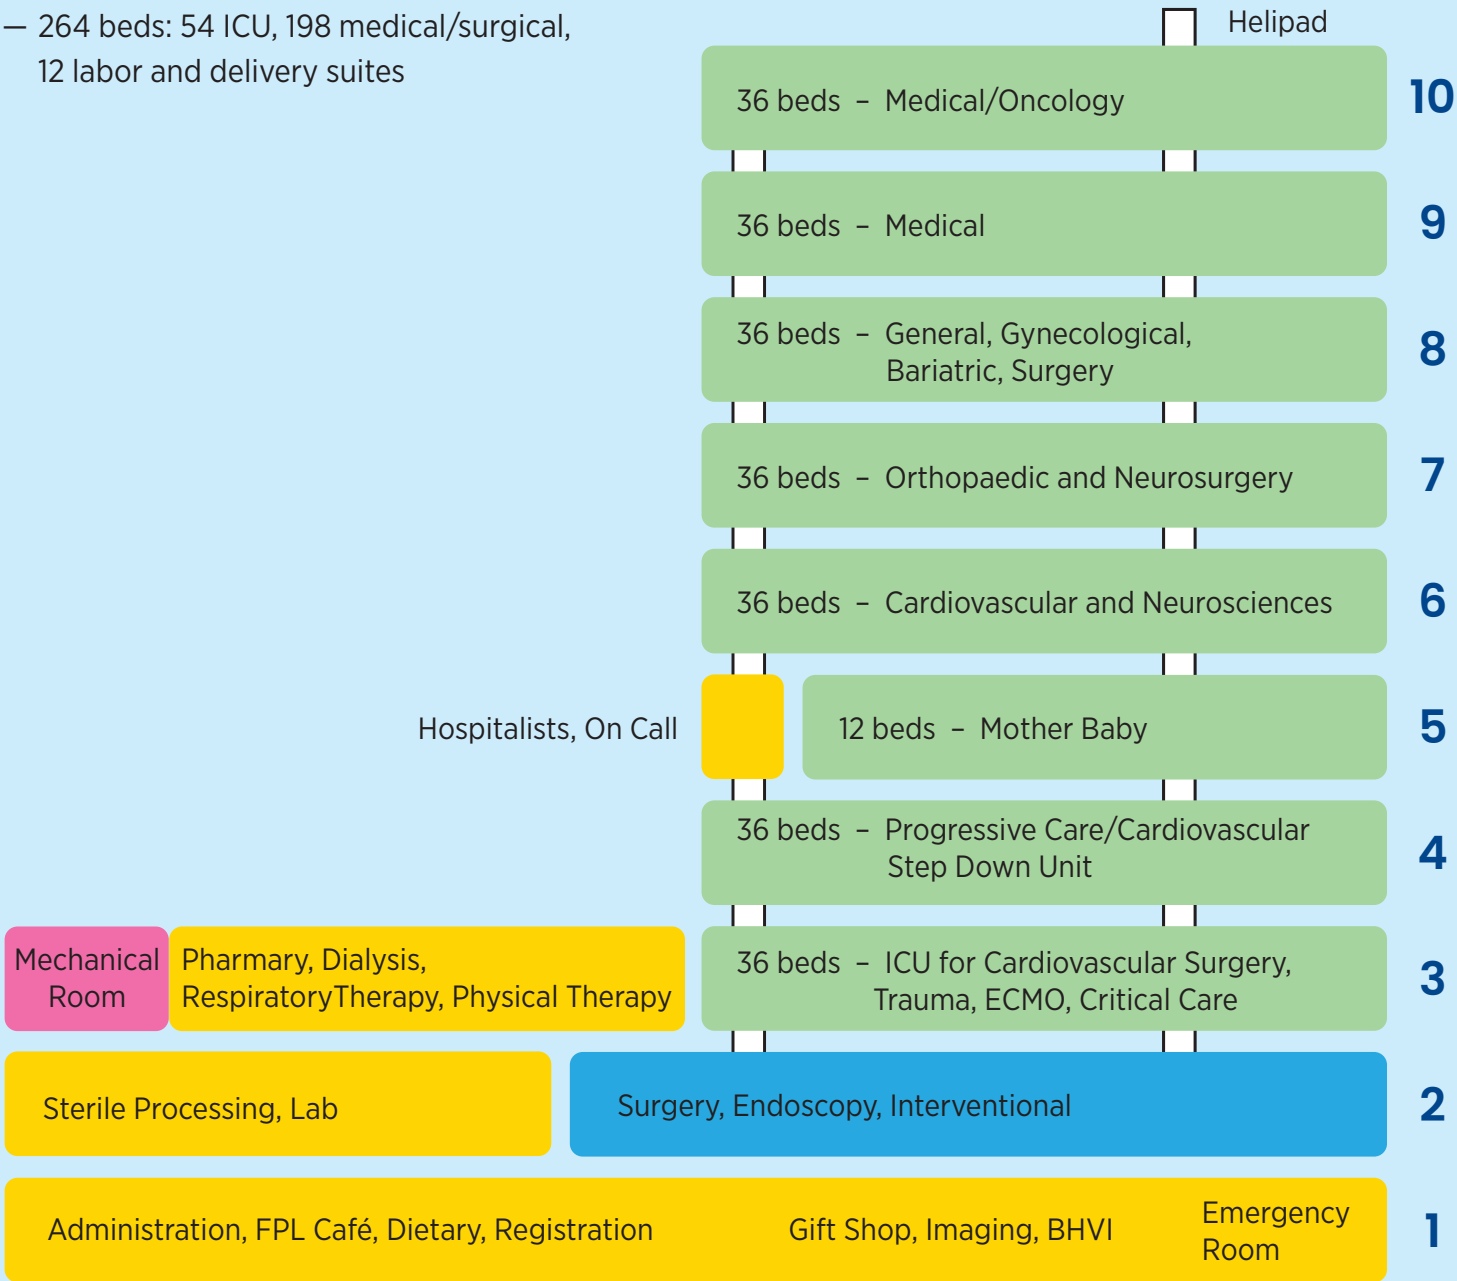 — 264 beds: 54 ICU, 198 medical/surgical,
12 labor and delivery suites
Helipad
36 beds – Medical/Oncology
10
36 beds – Medical
9
36 beds – General, Gynecological,
Bariatric, Surgery
8
36 beds – Orthopaedic and Neurosurgery
7
36 beds – Cardiovascular and Neurosciences
6
Hospitalists, On Call
12 beds – Mother Baby
5
36 beds – Progressive Care/Cardiovascular
Step Down Unit
4
Mechanical
Room
Pharmary, Dialysis,
RespiratoryTherapy, Physical Therapy
36 beds – ICU for Cardiovascular Surgery,
Trauma, ECMO, Critical Care
3
Sterile Processing, Lab
Surgery, Endoscopy, Interventional
2
Administration, FPL Café, Dietary, Registration
Gift Shop, Imaging, BHVI
Emergency
Room
1